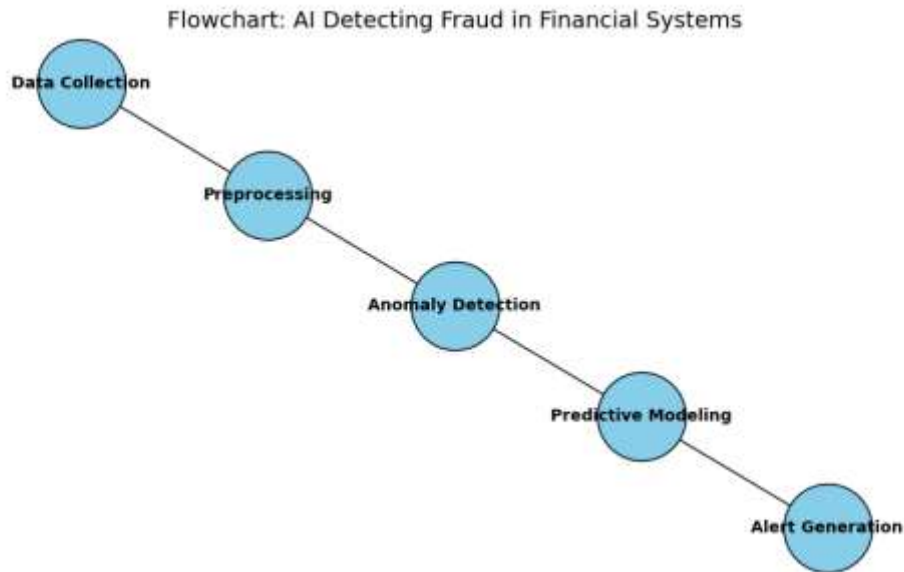 Flowchart: AI Detecting Fraud in Financial Systems
Data Collection
Preprocessing
Anomaly Detection
Predictive Modeling
Alert Generation